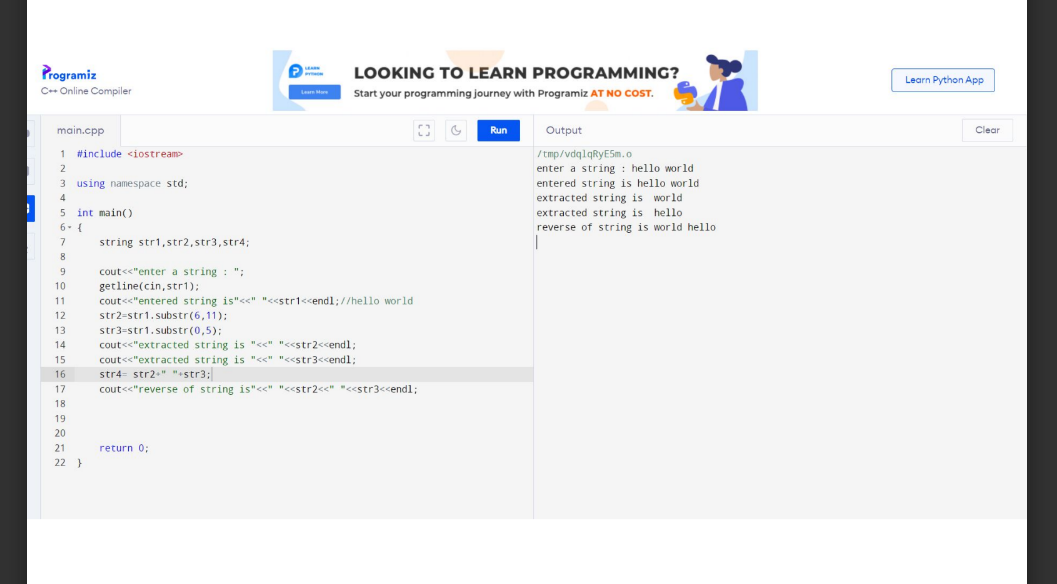 Programiz
C++ Online Compiler
LEARN
PYTHON
Learn More
LOOKING TO LEARN PROGRAMMING?
Start your programming journey with Programiz AT NO COST.
Learn Python App
main.cpp
Run
Output
Clear
1 #include <iostream>
2
3 using namespace std;
4
5 int main()
6 {
7 string str1,str2,str3,str4;
8
9 cout<<"enter a string : ";
10 getline(cin,str1);
11 cout<<"entered string is"<<" "<<str1<<endl;//hello world
12 str2=str1.substr(6,11);
13 str3=str1.substr(0,5);
14 cout<<"extracted string is "<<" "<<str2<<endl;
15 cout<<"extracted string is "<<" "<<str3<<endl;
16 str4= str2+" "+str3;
17 cout<<"reverse of string is"<<" "<<str2<<" "<<str3<<endl;
18
19
20
21 return 0;
22 }
/tmp/vdqlqRyE5m.o
enter a string : hello world
entered string is hello world
extracted string is  world
extracted string is  hello
reverse of string is world hello